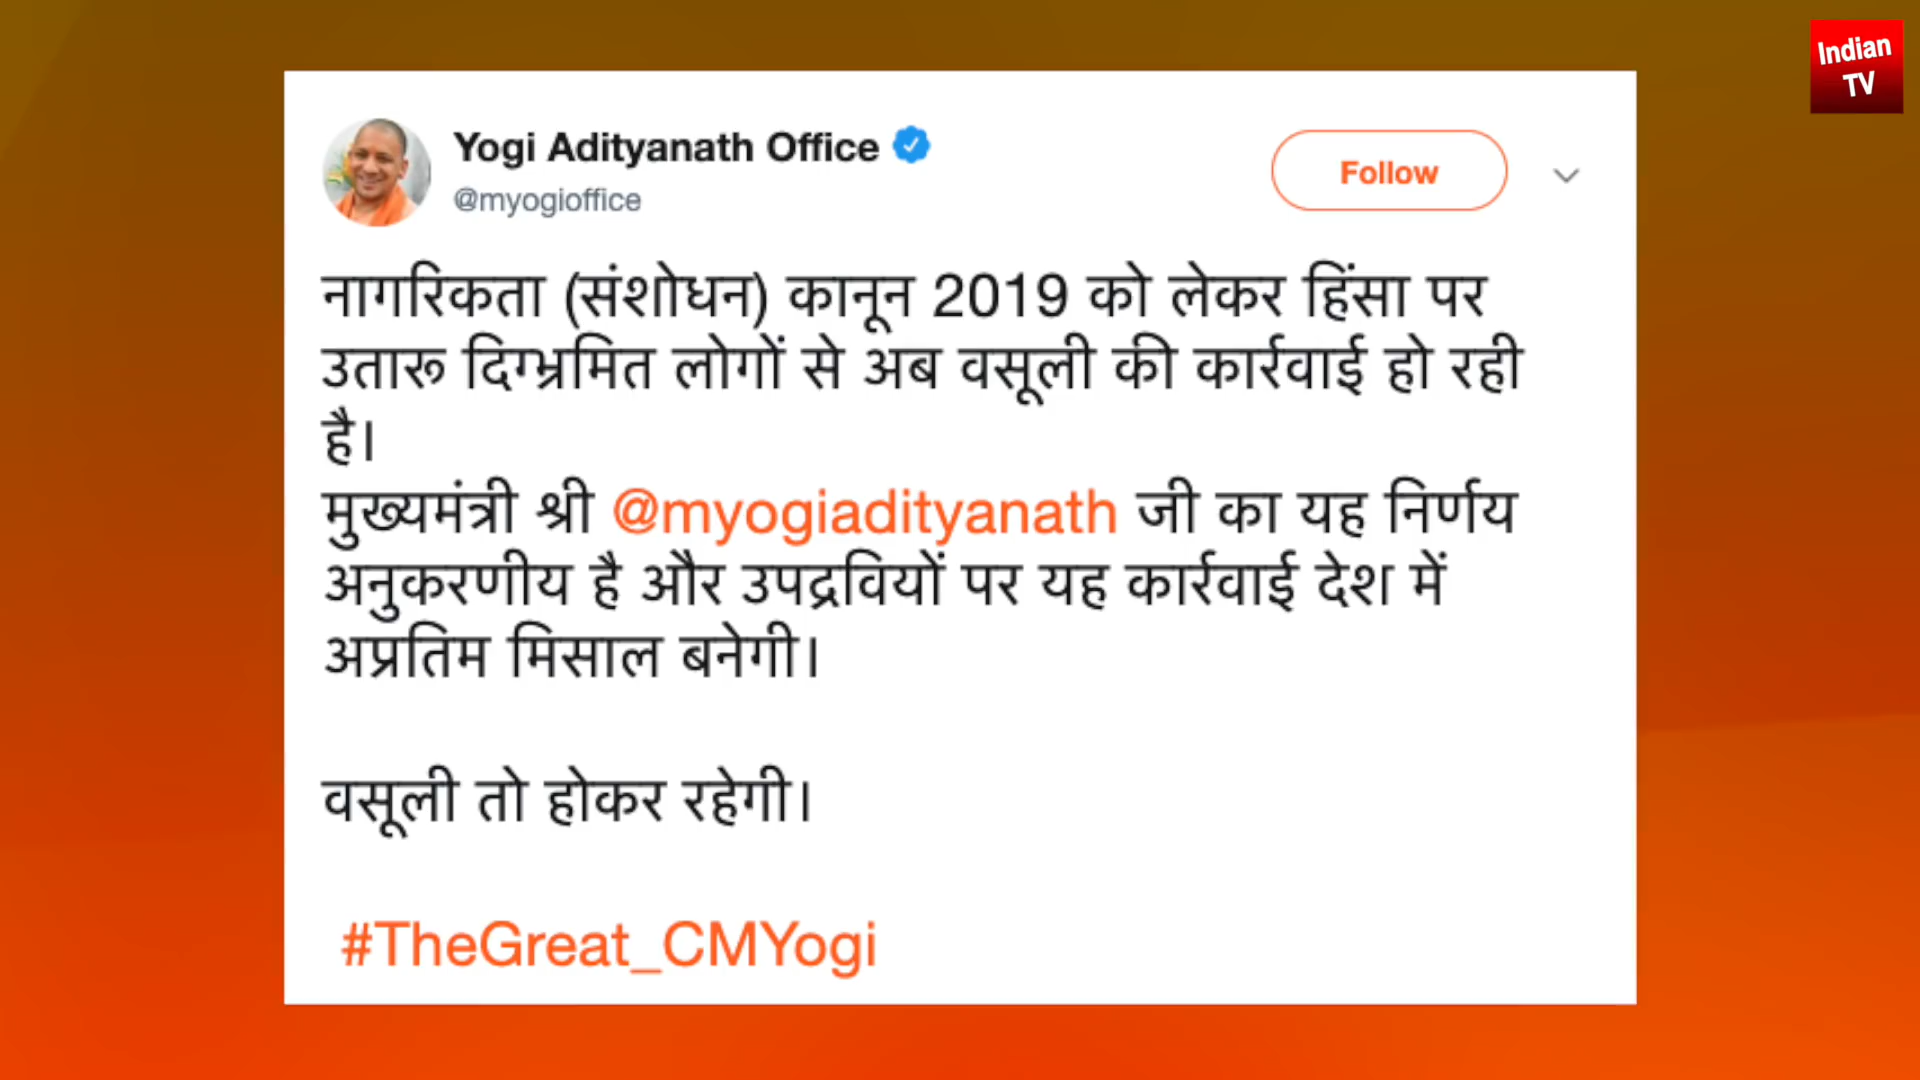 Indian
TV
Yogi Adityanath Office
@myogioffice
Follow
नागरिकता (संशोधन) कानून 2019 को लेकर हिंसा पर
उतारू दिग्भ्रमित लोगों से अब वसूली की कार्रवाई हो रही
है।
मुख्यमंत्री श्री @myogiadityanath जी का यह निर्णय
अनुकरणीय है और उपद्रवियों पर यह कार्रवाई देश में
अप्रतिम मिसाल बनेगी।
वसूली तो होकर रहेगी।
#TheGreat_CMYogi